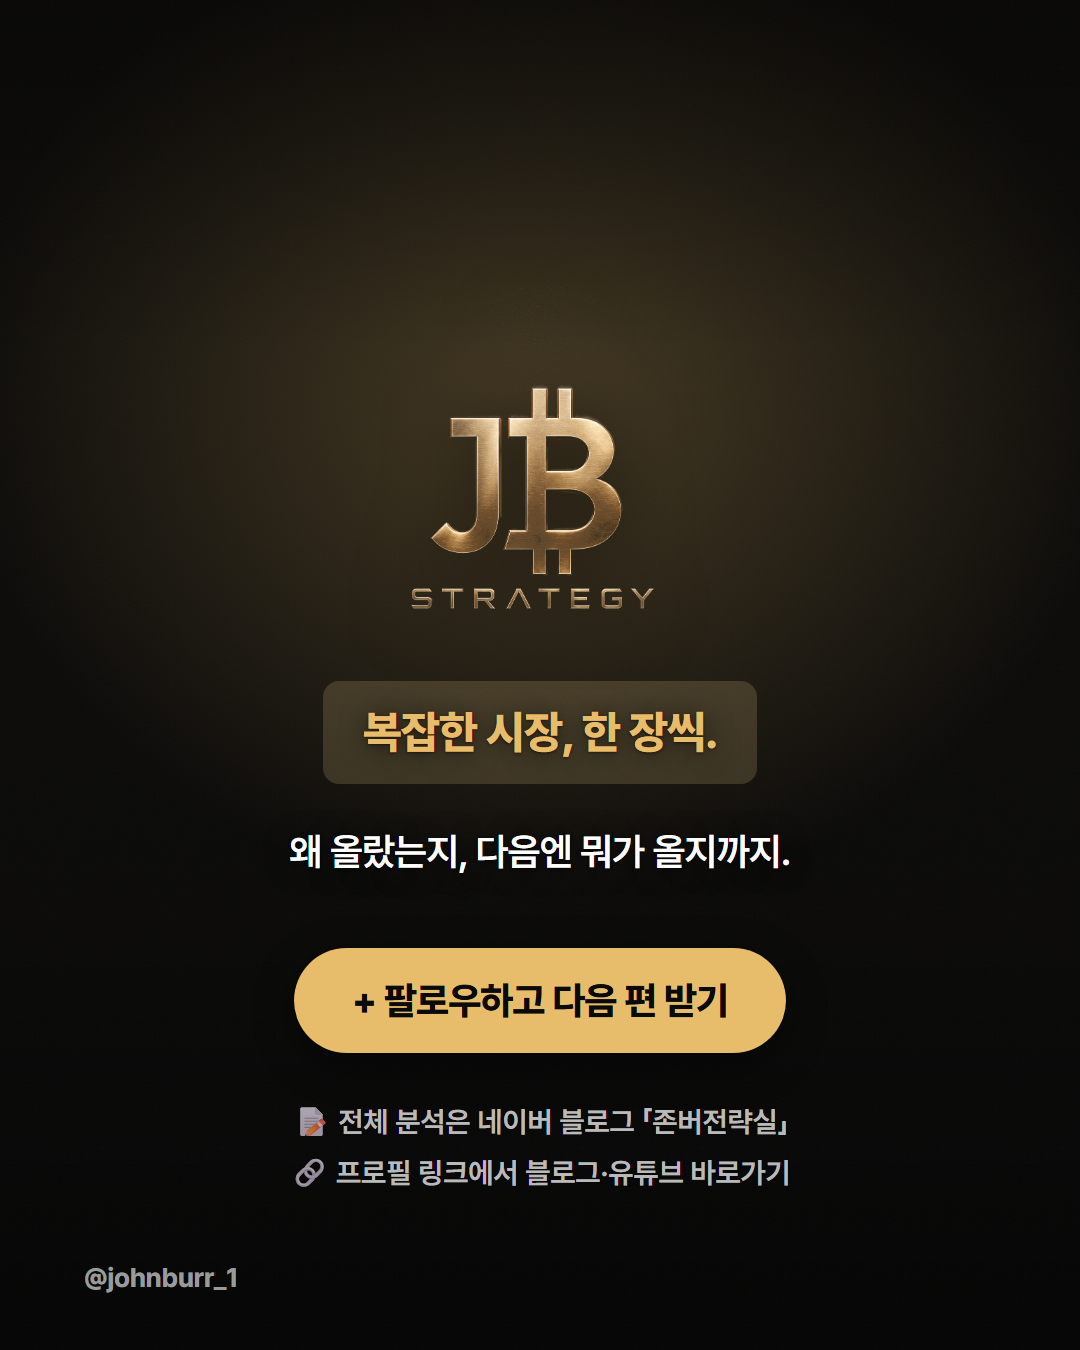 JB
STRATEGY
복잡한 시장, 한 장씩.
왜 올랐는지, 다음엔 뭐가 올지까지.
+ 팔로우하고 다음 편 받기
📝 전체 분석은 네이버 블로그 「존버전략실」
🔗 프로필 링크에서 블로그·유튜브 바로가기
@johnburr_1